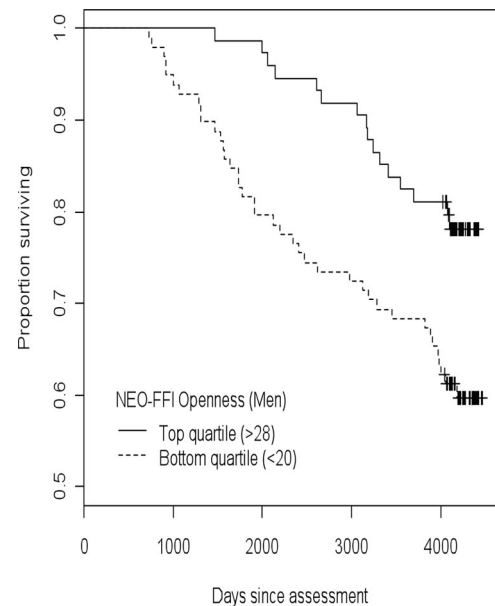 Proportion surviving
1.0
0.9
0.8
0.7
0.6
0.5
NEO-FFI Openness (Men)
Top quartile (>28)
Bottom quartile (<20)
0
1000
2000
3000
4000
Days since assessment